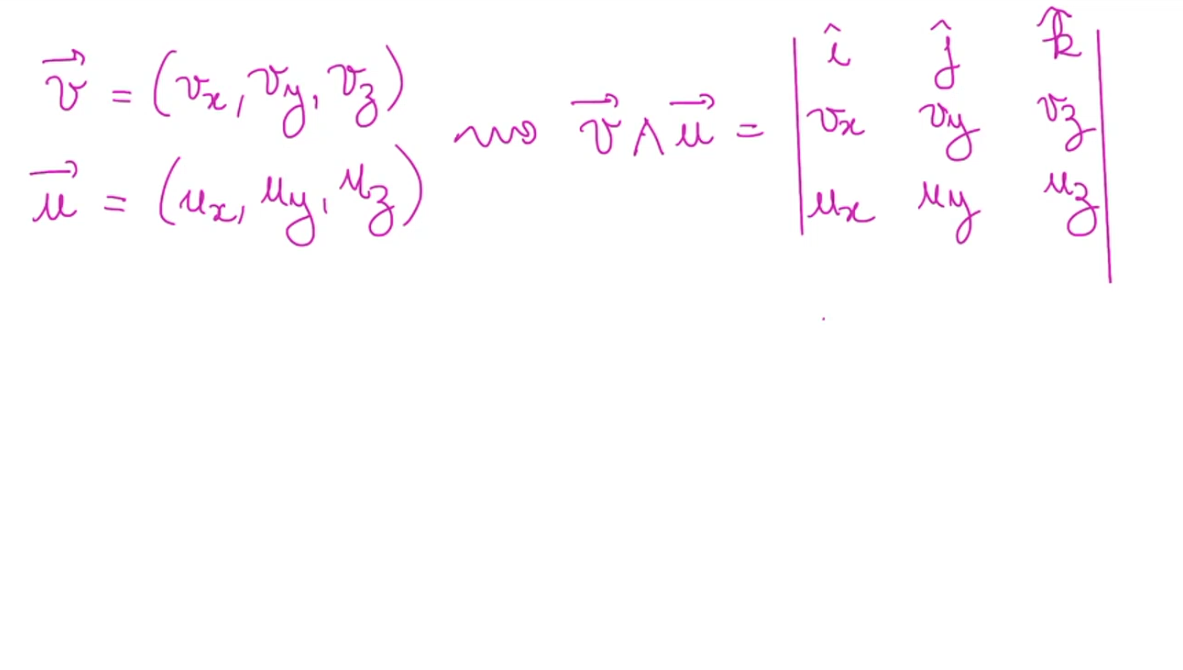 v⃗ = (vx, vy, vz)
u⃗ = (ux, uy, uz)
⇝ v⃗ ∧ u⃗ =
| î ĵ k̂ |
| vx vy vz |
| ux uy uz |